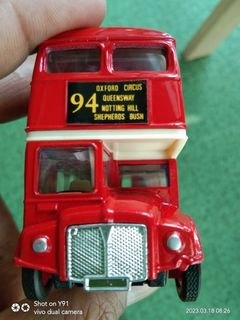 94
OXFORD CIRCUS
QUEENSWAY
NOTTING HILL
SHEPHERDS BUSH
SHOT ON Y91
vivo dual camera
2023.03.18 08:26